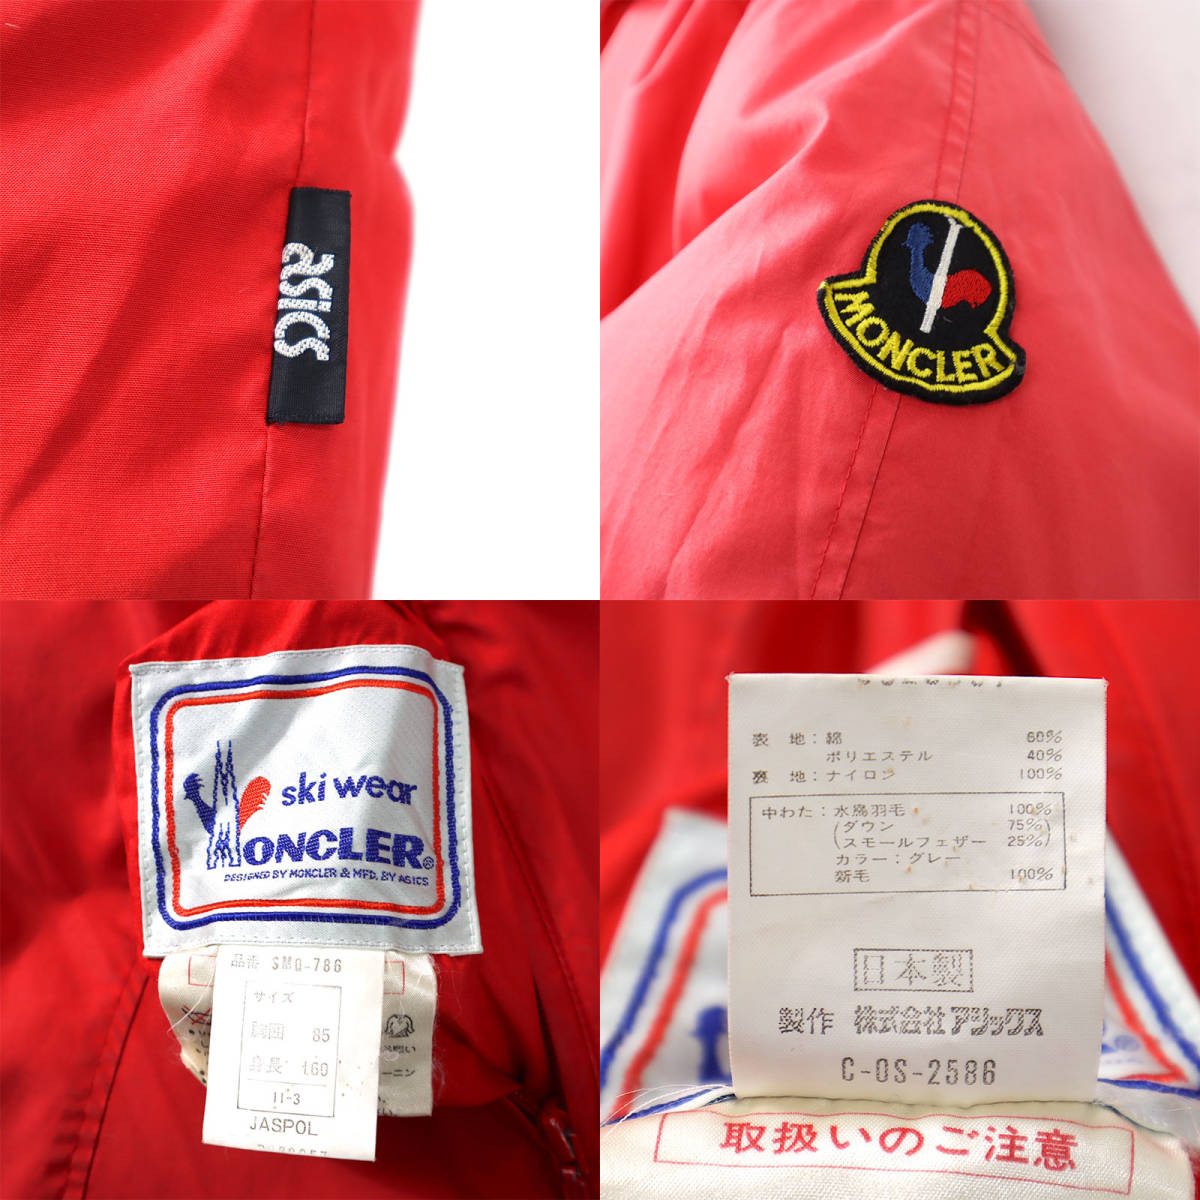 asics
MONCLER
ski wear
MONCLER®
DESIGNED BY MONCLER & MFD. BY ASICS
品番 SMQ-786
サイズ
胸囲 85
身長 160
11-3
JASPOL
表 地:綿 60%
ポリエステル 40%
裏 地:ナイロン 100%
中わた:水鳥羽毛 100%
(ダウン 75%)
(スモールフェザー 25%)
カラー:グレー
新毛 100%
日本製
製作 株式会社アシックス
C-OS-2586
取扱いのご注意